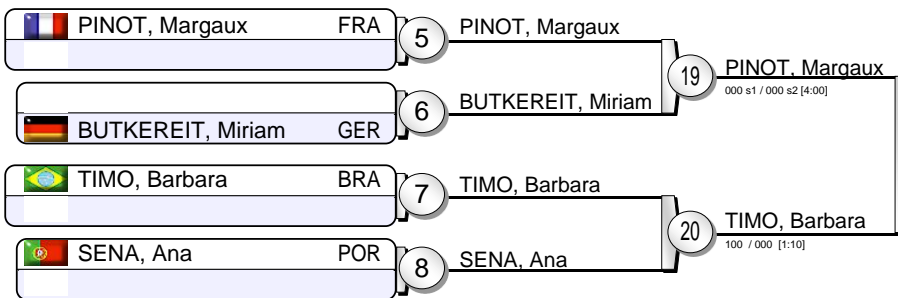 PINOT, Margaux FRA
5
PINOT, Margaux
19
PINOT, Margaux
000 s1 / 000 s2 [4:00]
6
BUTKEREIT, Miriam
BUTKEREIT, Miriam GER
TIMO, Barbara BRA
7
TIMO, Barbara
20
TIMO, Barbara
100 / 000 [1:10]
SENA, Ana POR
8
SENA, Ana